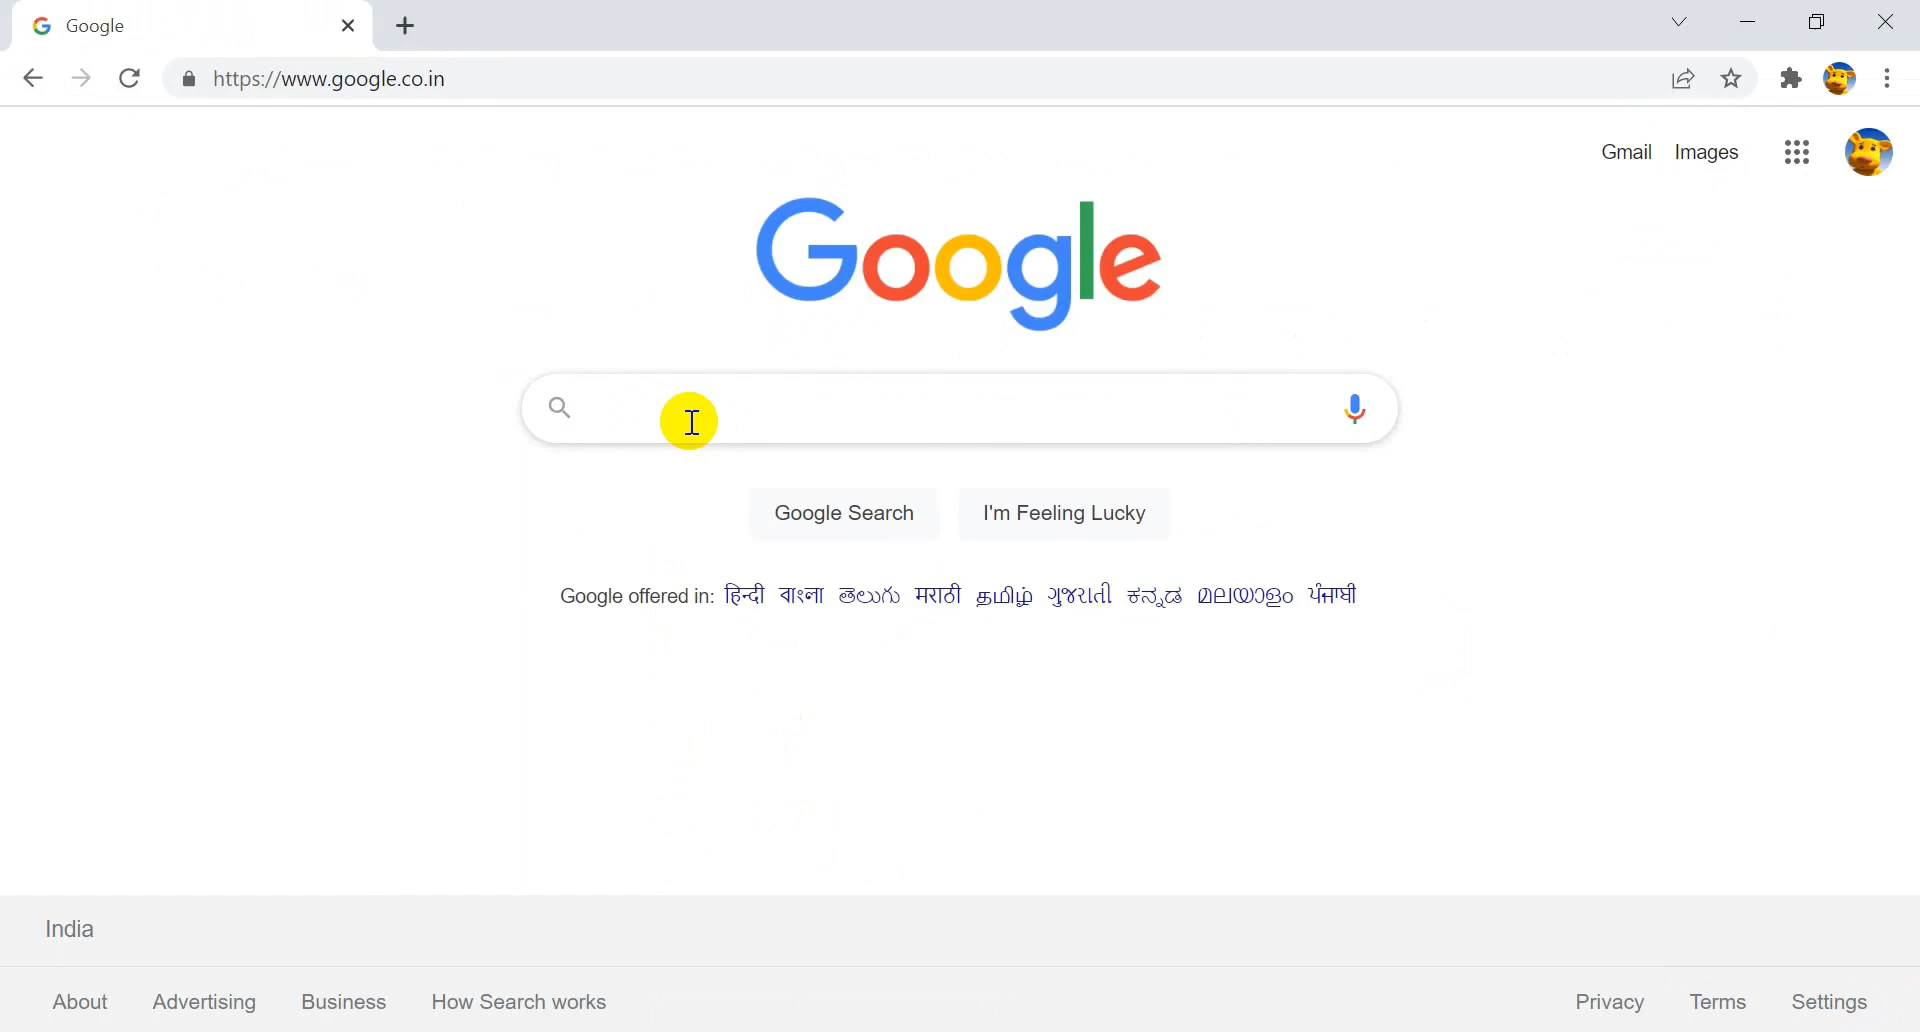 Google
https://www.google.co.in
Gmail Images
Google
Google Search I'm Feeling Lucky
Google offered in: हिन्दी বাংলা తెలుగు मराठी தமிழ் ગુજરાતી ಕನ್ನಡ മലയാളം ਪੰਜਾਬੀ
India
About Advertising Business How Search works Privacy Terms Settings